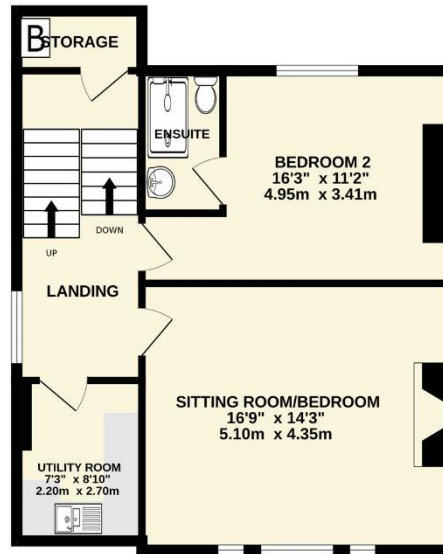 B
STORAGE
ENSUITE
BEDROOM 2
16'3" x 11'2"
4.95m x 3.41m
UP
DOWN
LANDING
SITTING ROOM/BEDROOM
16'9" x 14'3"
5.10m x 4.35m
UTILITY ROOM
7'3" x 8'10"
2.20m x 2.70m